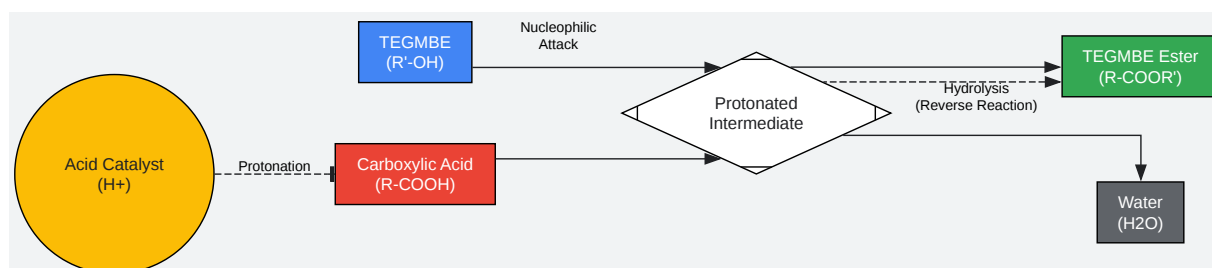 Acid Catalyst
(H+)
Protonation
TEGMBE
(R'-OH)
Carboxylic Acid
(R-COOH)
Nucleophilic
Attack
Protonated
Intermediate
Hydrolysis
(Reverse Reaction)
TEGMBE Ester
(R-COOR')
Water
(H2O)